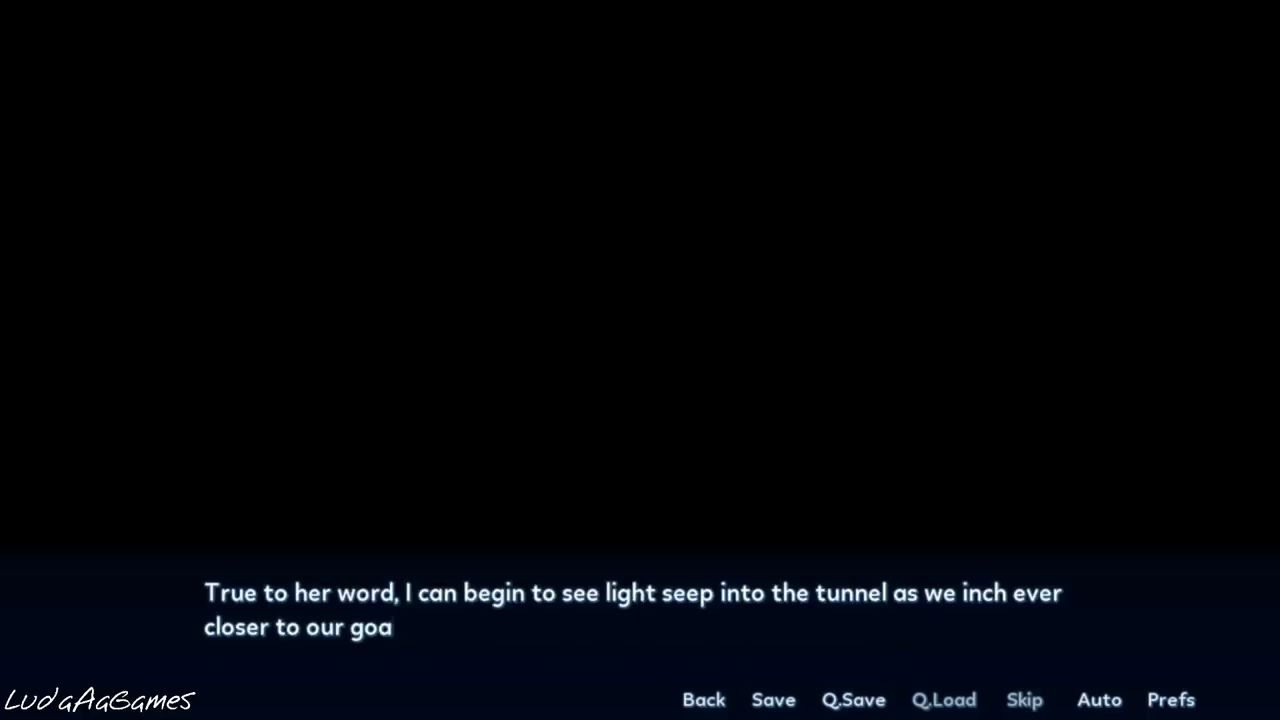 True to her word, I can begin to see light seep into the tunnel as we inch ever
closer to our goa
LudaAaGames
Back Save Q.Save Q.Load Skip Auto Prefs